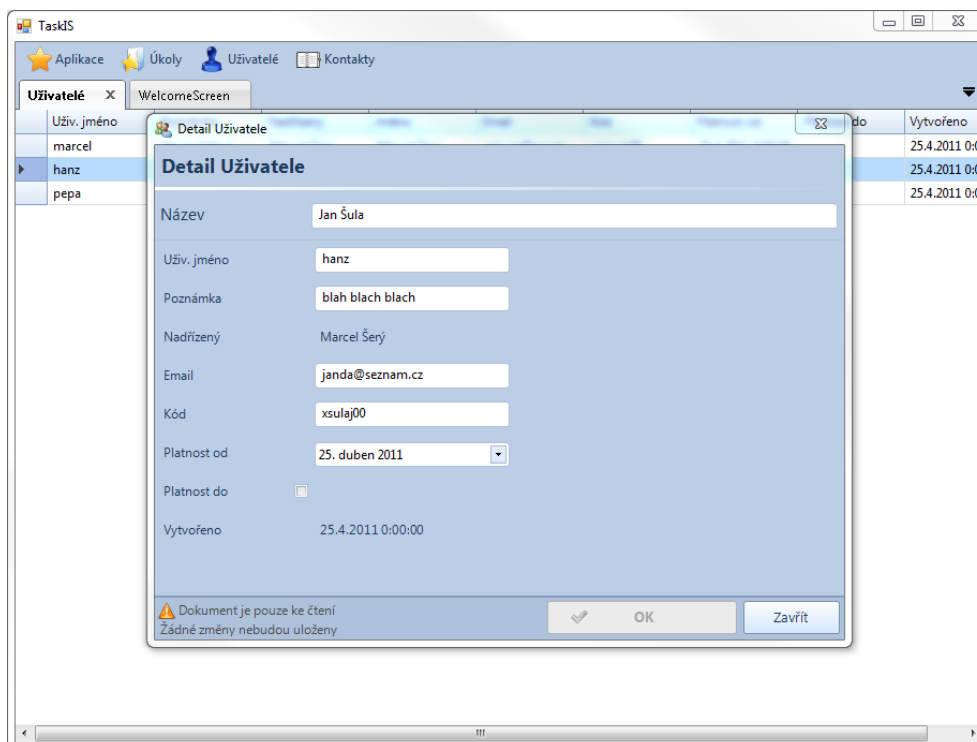 TaskIS
Aplikace Úkoly Uživatelé Kontakty
Uživatelé X WelcomeScreen
Uživ. jméno do Vytvořeno
marcel 25.4.2011 0:0
hanz 25.4.2011 0:0
pepa 25.4.2011 0:0
Detail Uživatele
Detail Uživatele
Název Jan Šula
Uživ. jméno hanz
Poznámka blah blach blach
Nadřízený Marcel Šerý
Email janda@seznam.cz
Kód xsulaj00
Platnost od 25. duben 2011
Platnost do
Vytvořeno 25.4.2011 0:00:00
Dokument je pouze ke čtení
Žádné změny nebudou uloženy
OK Zavřít